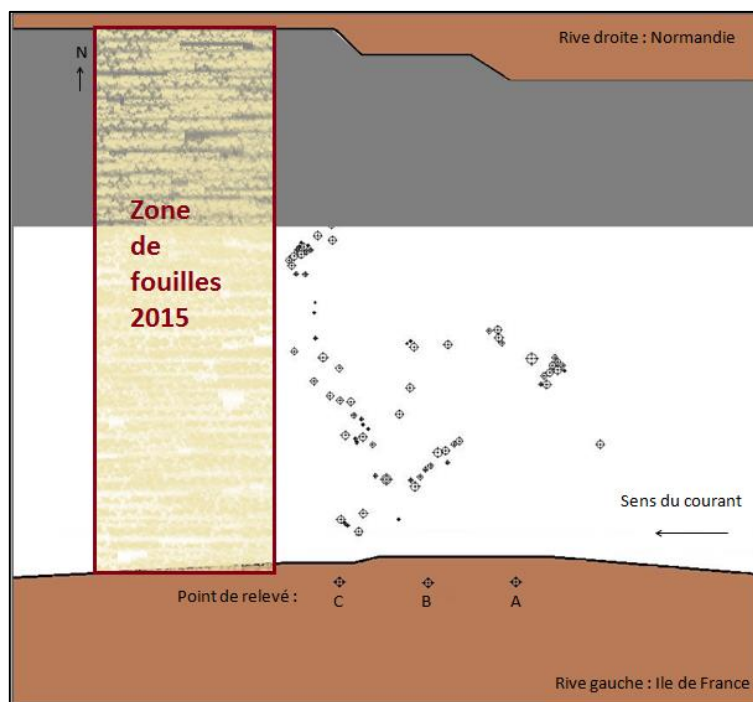 Rive droite : Normandie
N
Zone
de
fouilles
2015
Sens du courant
Point de relevé :
C B A
Rive gauche : Ile de France